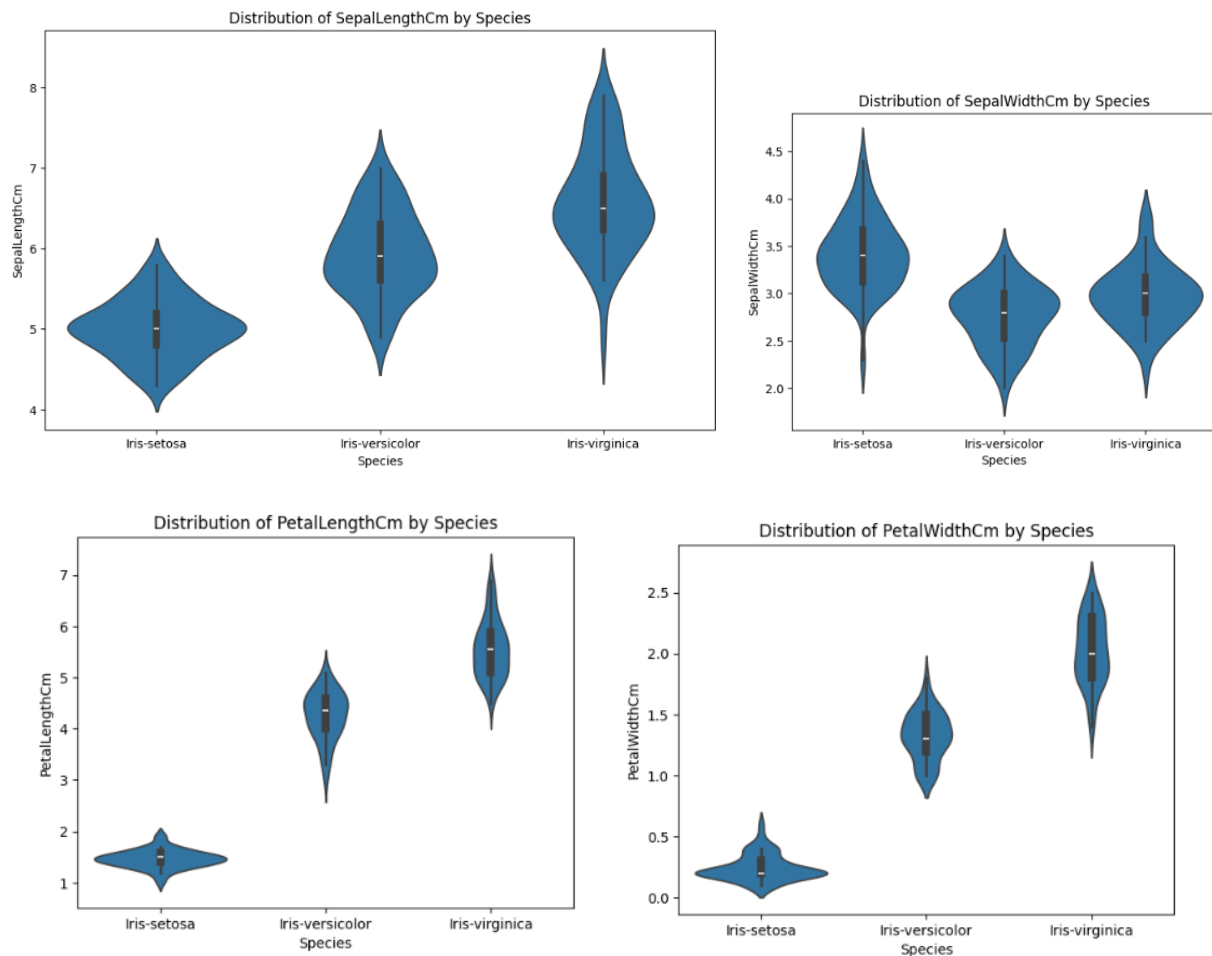 Distribution of SepalLengthCm by Species
SepalLengthCm
8
7
6
5
4
Iris-setosa Iris-versicolor Iris-virginica
Species
Distribution of SepalWidthCm by Species
SepalWidthCm
4.5
4.0
3.5
3.0
2.5
2.0
Iris-setosa Iris-versicolor Iris-virginica
Species
Distribution of PetalLengthCm by Species
PetalLengthCm
7
6
5
4
3
2
1
Iris-setosa Iris-versicolor Iris-virginica
Species
Distribution of PetalWidthCm by Species
PetalWidthCm
2.5
2.0
1.5
1.0
0.5
0.0
Iris-setosa Iris-versicolor Iris-virginica
Species